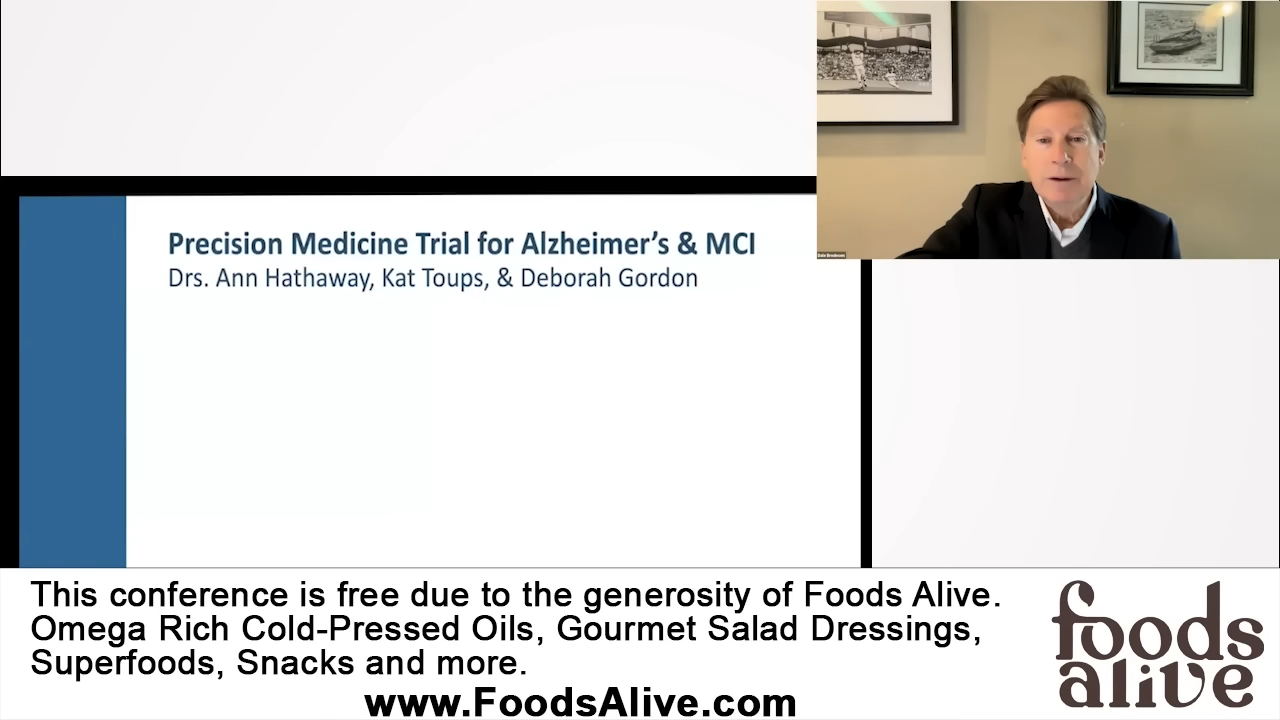 Precision Medicine Trial for Alzheimer's & MCI
Drs. Ann Hathaway, Kat Toups, & Deborah Gordon
Dale Bredesen
This conference is free due to the generosity of Foods Alive.
Omega Rich Cold-Pressed Oils, Gourmet Salad Dressings,
Superfoods, Snacks and more.
www.FoodsAlive.com
foods
alive